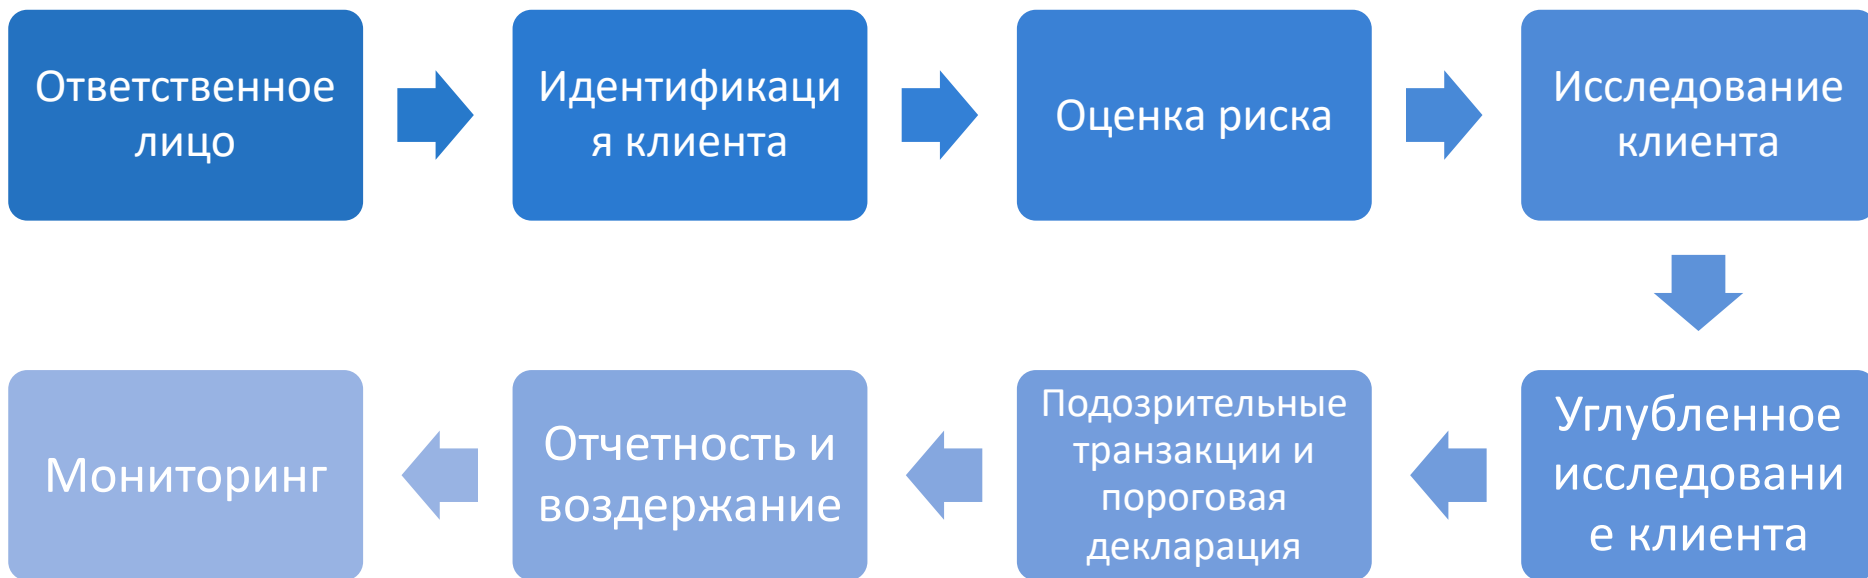 Ответственное
лицо
Идентификаци
я клиента
Оценка риска
Исследование
клиента
Углубленное
исследовани
е клиента
Подозрительные
транзакции и
пороговая
декларация
Отчетность и
воздержание
Мониторинг